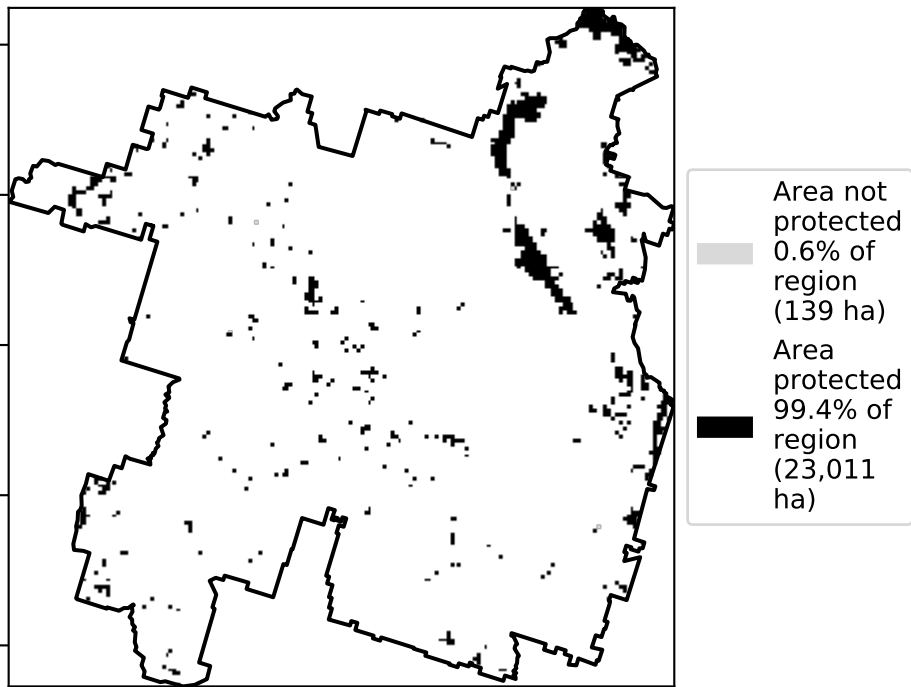 Area not
protected
0.6% of
region
(139 ha)
Area
protected
99.4% of
region
(23,011
ha)